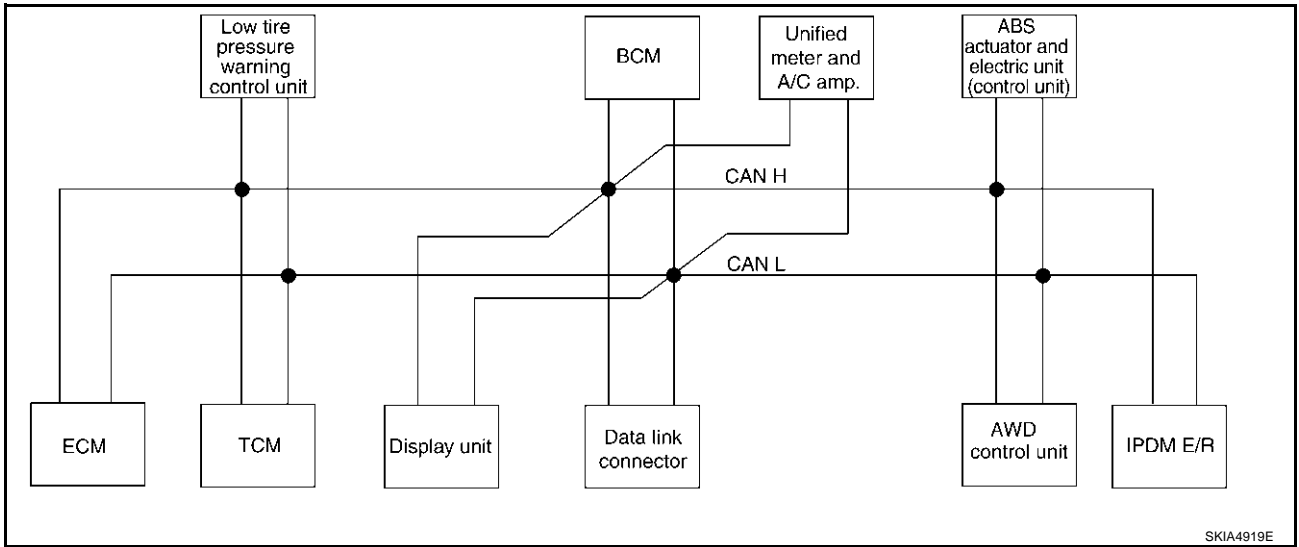 Low tire
pressure
warning
control unit
BCM
Unified
meter and
A/C amp.
ABS
actuator and
electric unit
(control unit)
CAN H
CAN L
ECM
TCM
Display unit
Data link
connector
AWD
control unit
IPDM E/R
SKIA4919E